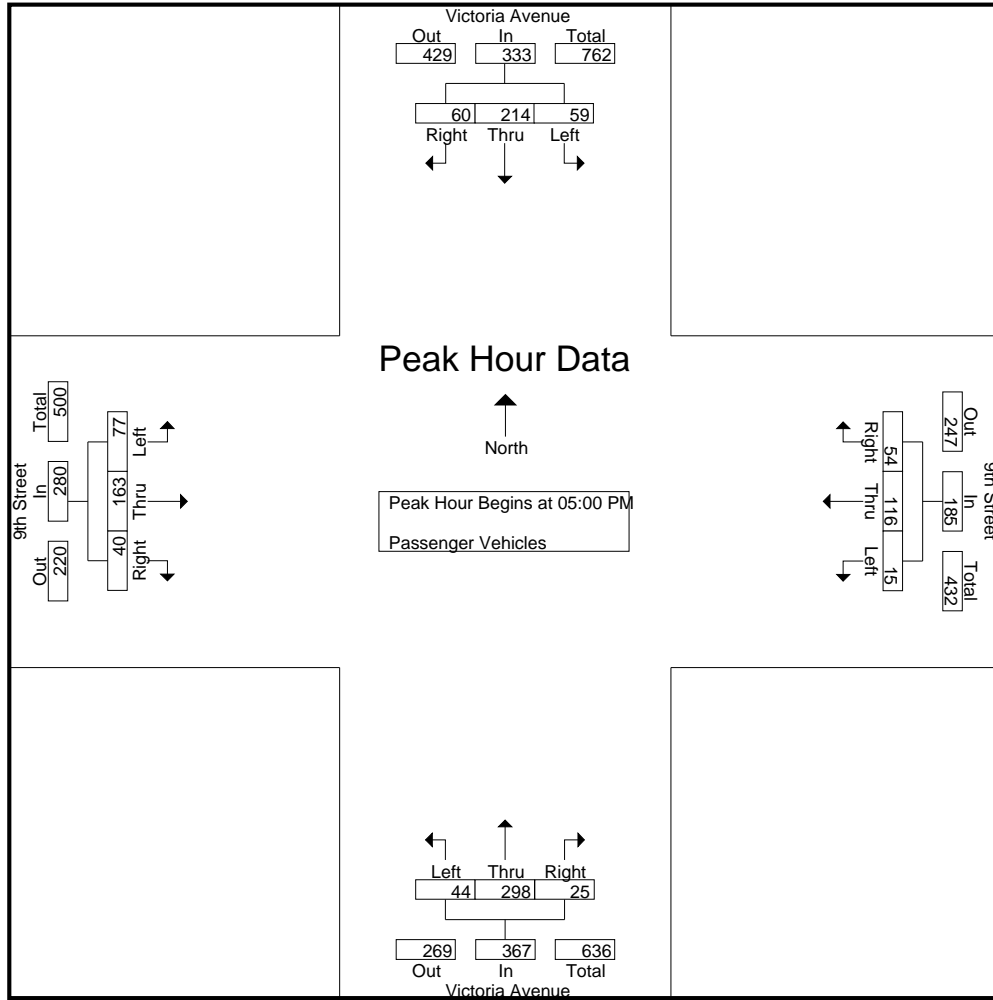 Victoria Avenue
Out In Total
429 333 762
60 214 59
Right Thru Left
Peak Hour Data
North
Peak Hour Begins at 05:00 PM
Passenger Vehicles
9th Street
Total In Out
500 280 220
77 163 40
Left Thru Right
Right Thru Left
54 116 15
Out In Total
247 185 432
9th Street
Left Thru Right
44 298 25
269 367 636
Out In Total
Victoria Avenue